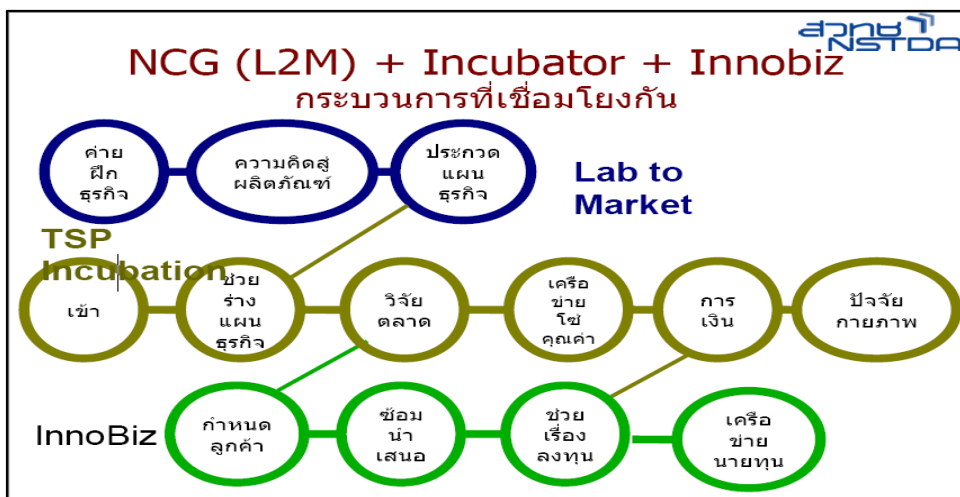 สวทช
NSTDA
NCG (L2M) + Incubator + Innobiz
กระบวนการที่เชื่อมโยงกัน
ค่าย
ฝึก
ธุรกิจ
ความคิดสู่
ผลิตภัณฑ์
ประกวด
แผน
ธุรกิจ
Lab to
Market
TSP
Incubation
เข้า
ช่วย
ร่าง
แผน
ธุรกิจ
วิจัย
ตลาด
เครือ
ข่าย
โซ่
คุณค่า
การ
เงิน
ปัจจัย
กายภาพ
InnoBiz
กำหนด
ลูกค้า
ซ้อม
นำ
เสนอ
ช่วย
เรื่อง
ลงทุน
เครือ
ข่าย
นายทุน